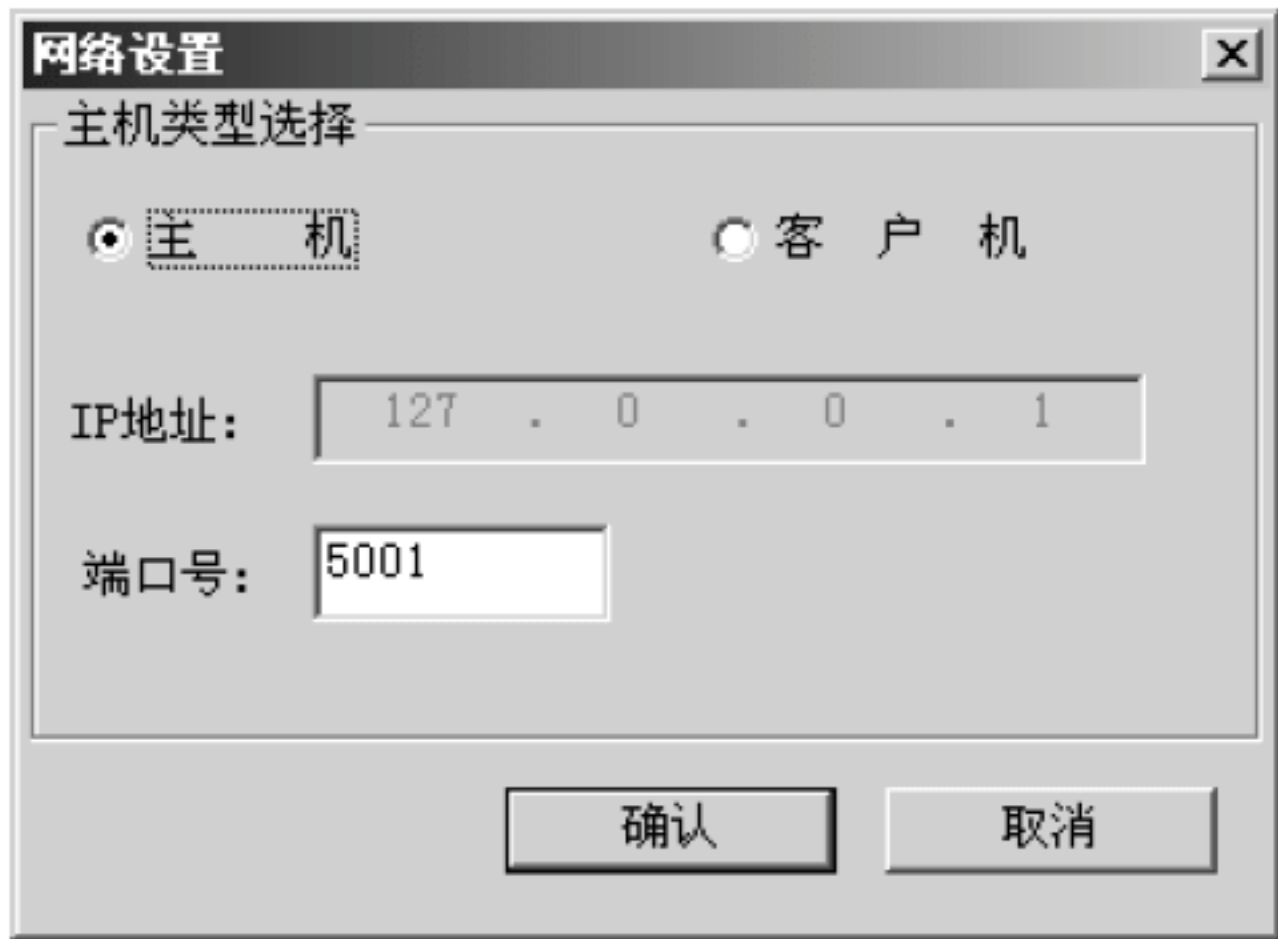 网络设置
主机类型选择
主 机 客 户 机
IP地址: 127 . 0 . 0 . 1
端口号: 5001
确认 取消